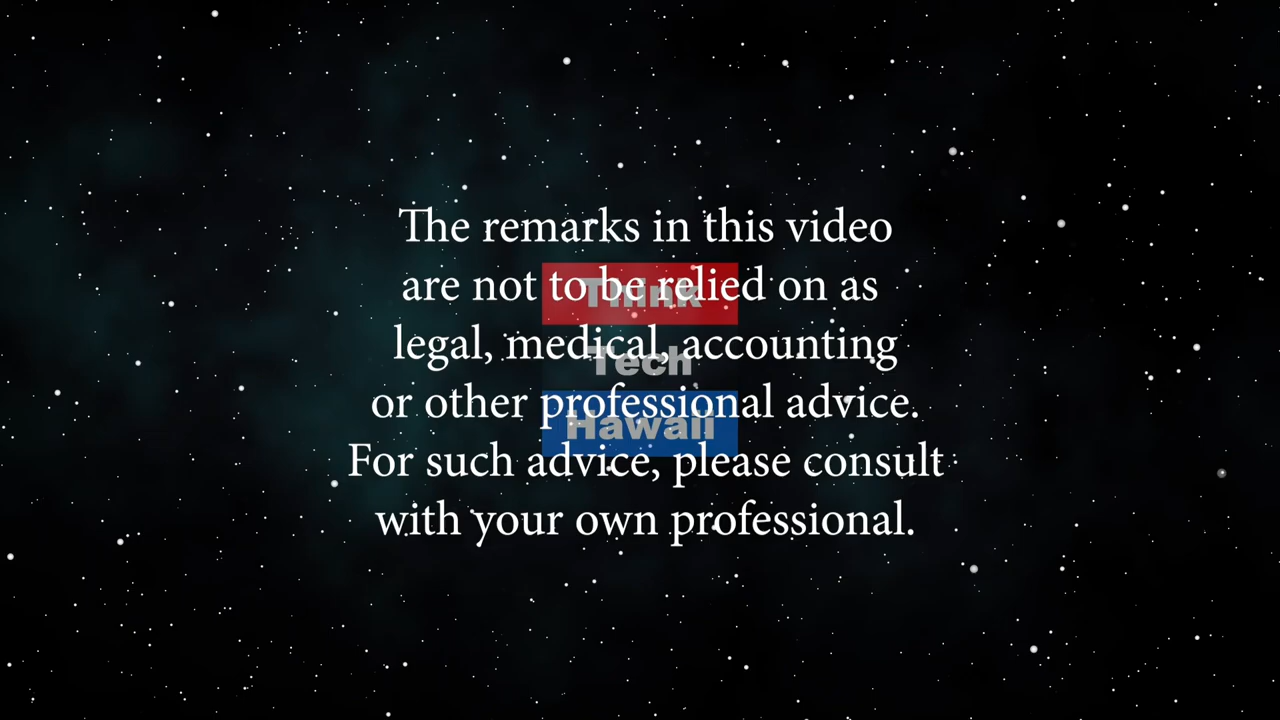 The remarks in this video
are not to be relied on as
legal, medical, accounting
or other professional advice.
For such advice, please consult
with your own professional.
Think
Tech
Hawaii